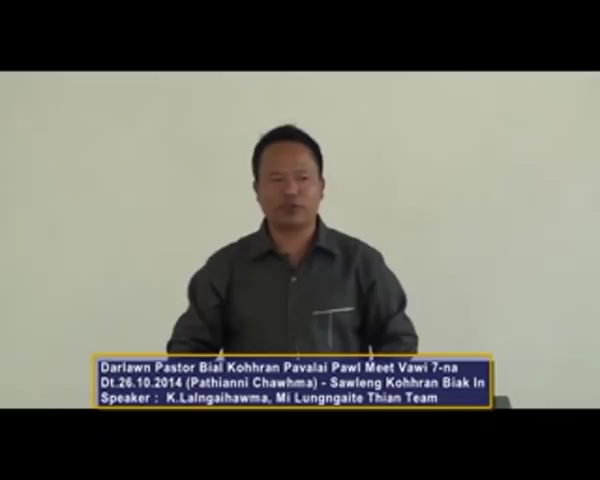 Darlawn Pastor Bial Kohhran Pavalai Pawl Meet Vawi 7-na
Dt.26.10.2014 (Pathianni Chawhma) - Sawleng Kohhran Biak In
Speaker : K.Lalngaihawma, Mi Lungngaite Thian Team